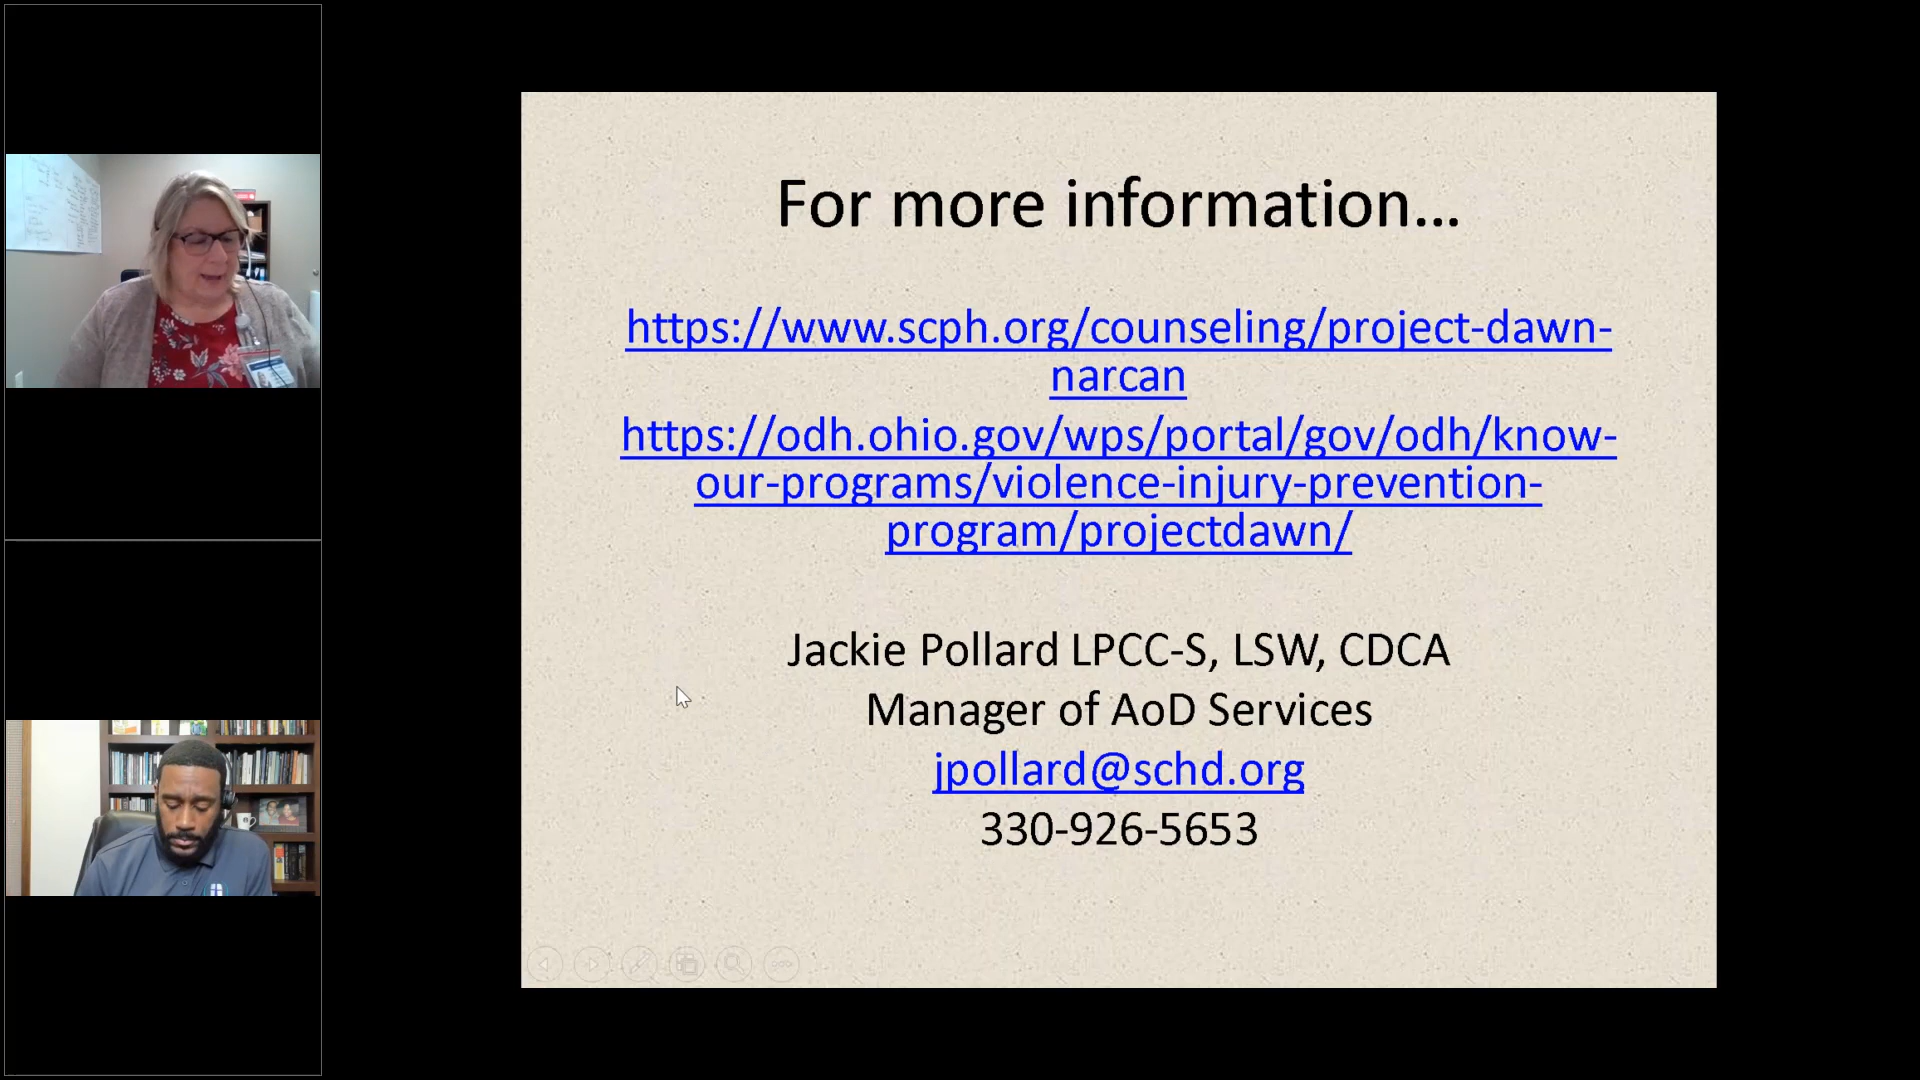 For more information...
https://www.scph.org/counseling/project-dawn-
narcan
https://odh.ohio.gov/wps/portal/gov/odh/know-
our-programs/violence-injury-prevention-
program/projectdawn/
Jackie Pollard LPCC-S, LSW, CDCA
Manager of AoD Services
jpollard@schd.org
330-926-5653